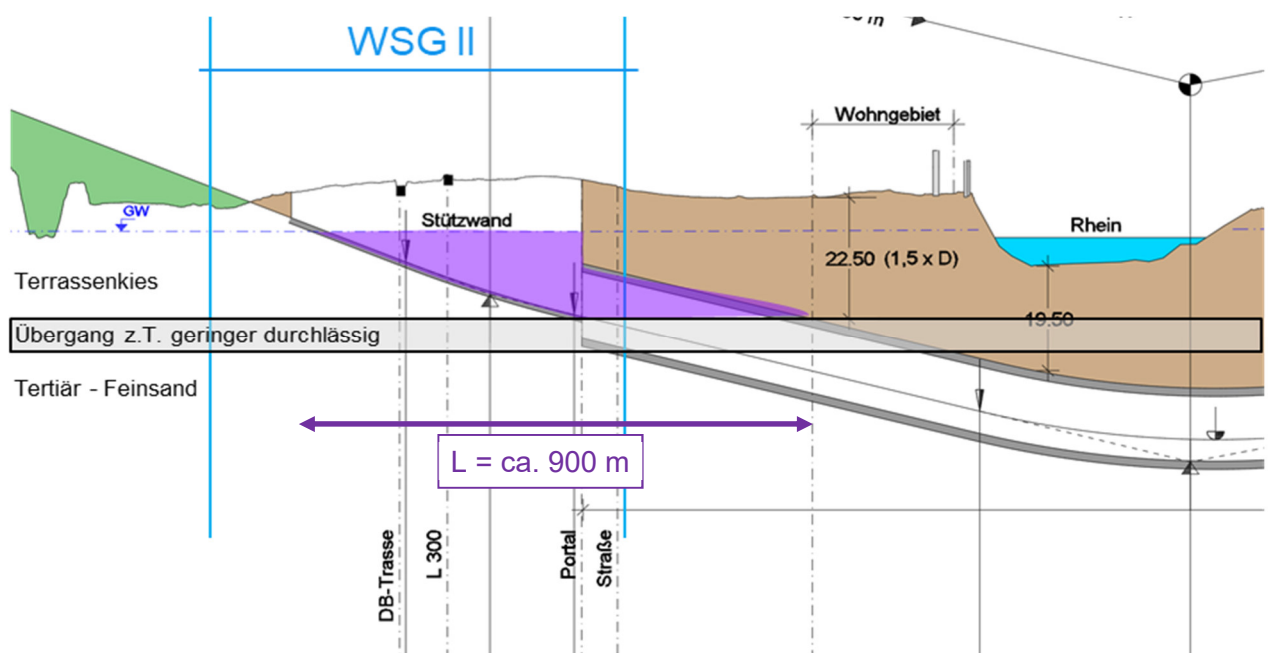 WSG II
Wohngebiet
GW
Stützwand
Rhein
22.50 (1,5 x D)
Terrassenkies
19.50
Übergang z.T. geringer durchlässig
Tertiär - Feinsand
L = ca. 900 m
DB-Trasse
L 300
Portal
Straße